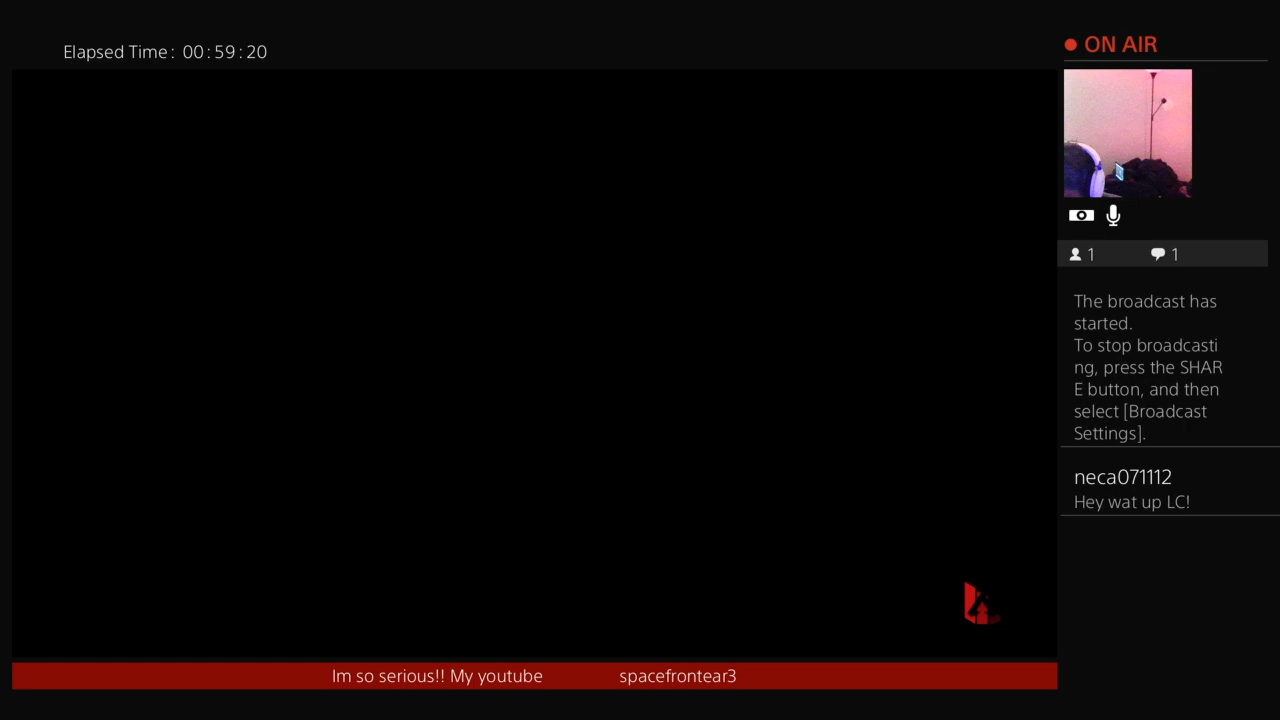 Elapsed Time: 00:59:20
ON AIR
1 1
The broadcast has
started.
To stop broadcasti
ng, press the SHAR
E button, and then
select [Broadcast
Settings].
neca071112
Hey wat up LC!
Im so serious!! My youtube spacefrontear3